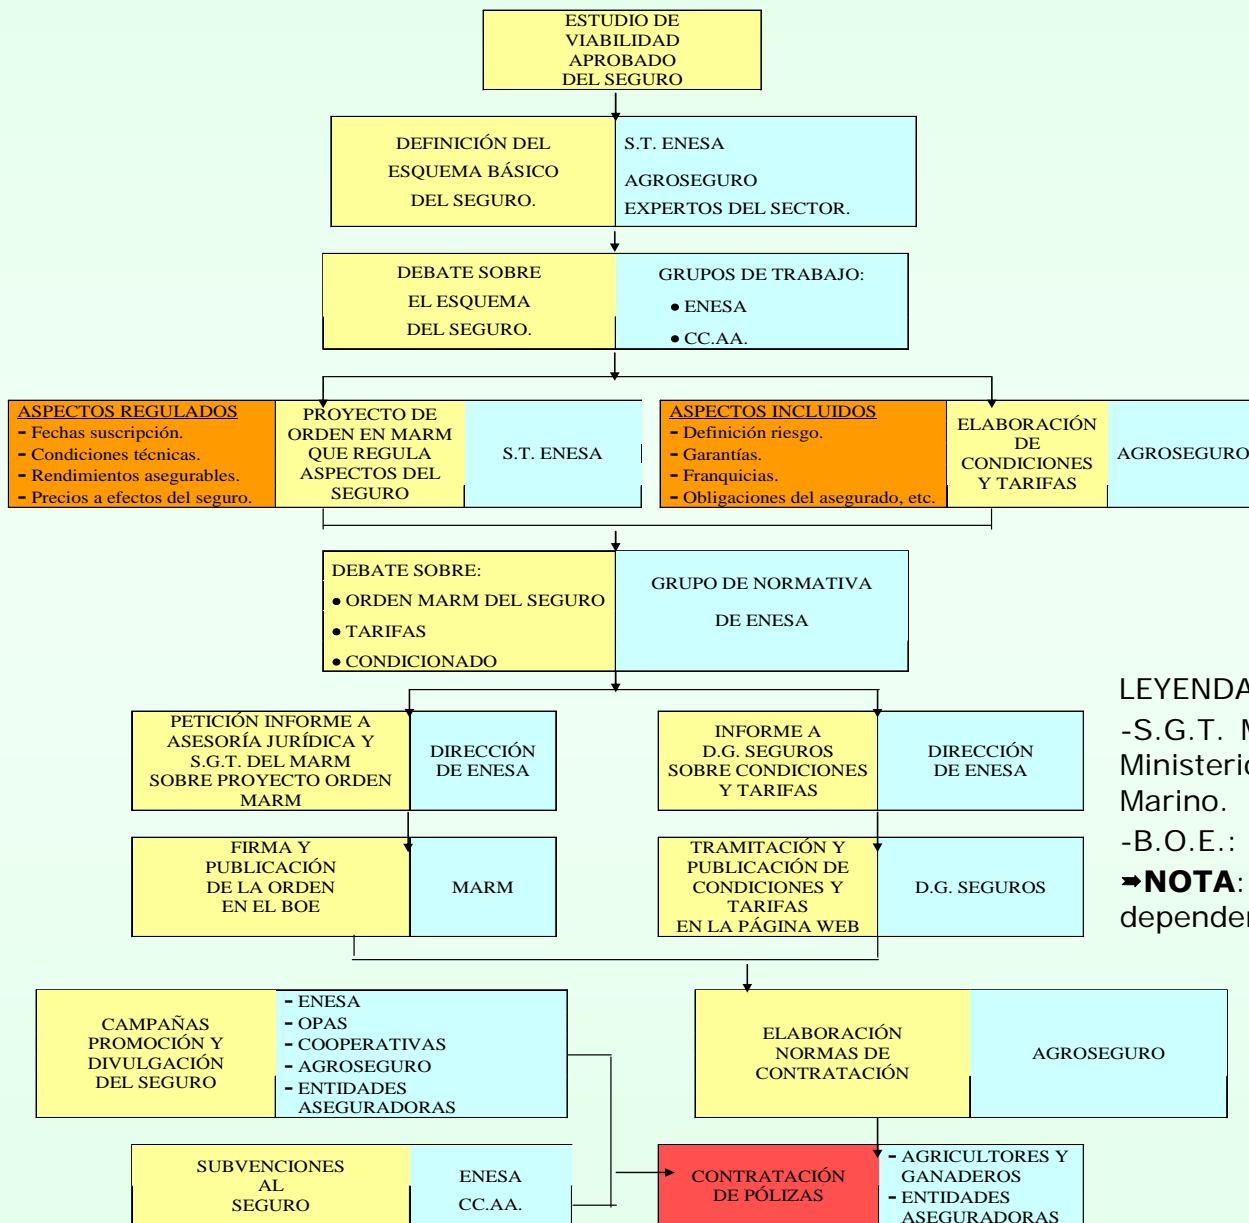 ESTUDIO DE
VIABILIDAD
APROBADO
DEL SEGURO
DEFINICIÓN DEL
ESQUEMA BÁSICO
DEL SEGURO.
S.T. ENESA
AGROSEGURO
EXPERTOS DEL SECTOR.
DEBATE SOBRE
EL ESQUEMA
DEL SEGURO.
GRUPOS DE TRABAJO:
• ENESA
• CC.AA.
ASPECTOS REGULADOS
- Fechas suscripción.
- Condiciones técnicas.
- Rendimientos asegurables.
- Precios a efectos del seguro.
PROYECTO DE
ORDEN EN MARM
QUE REGULA
ASPECTOS DEL
SEGURO
S.T. ENESA
ASPECTOS INCLUIDOS
- Definición riesgo.
- Garantías.
- Franquicias.
- Obligaciones del asegurado, etc.
ELABORACIÓN
DE
CONDICIONES
Y TARIFAS
AGROSEGURO
DEBATE SOBRE:
• ORDEN MARM DEL SEGURO
• TARIFAS
• CONDICIONADO
GRUPO DE NORMATIVA
DE ENESA
PETICIÓN INFORME A
ASESORÍA JURÍDICA Y
S.G.T. DEL MARM
SOBRE PROYECTO ORDEN
MARM
DIRECCIÓN
DE ENESA
INFORME A
D.G. SEGUROS
SOBRE CONDICIONES
Y TARIFAS
DIRECCIÓN
DE ENESA
LEYENDA
-S.G.T. M
Ministerio
Marino.
-B.O.E.:
➡NOTA:
depender
FIRMA Y
PUBLICACIÓN
DE LA ORDEN
EN EL BOE
MARM
TRAMITACIÓN Y
PUBLICACIÓN DE
CONDICIONES Y
TARIFAS
EN LA PÁGINA WEB
D.G. SEGUROS
CAMPAÑAS
PROMOCIÓN Y
DIVULGACIÓN
DEL SEGURO
- ENESA
- OPAS
- COOPERATIVAS
- AGROSEGURO
- ENTIDADES
ASEGURADORAS
ELABORACIÓN
NORMAS DE
CONTRATACIÓN
AGROSEGURO
SUBVENCIONES
AL
SEGURO
ENESA
CC.AA.
CONTRATACIÓN
DE PÓLIZAS
- AGRICULTORES Y
GANADEROS
- ENTIDADES
ASEGURADORAS